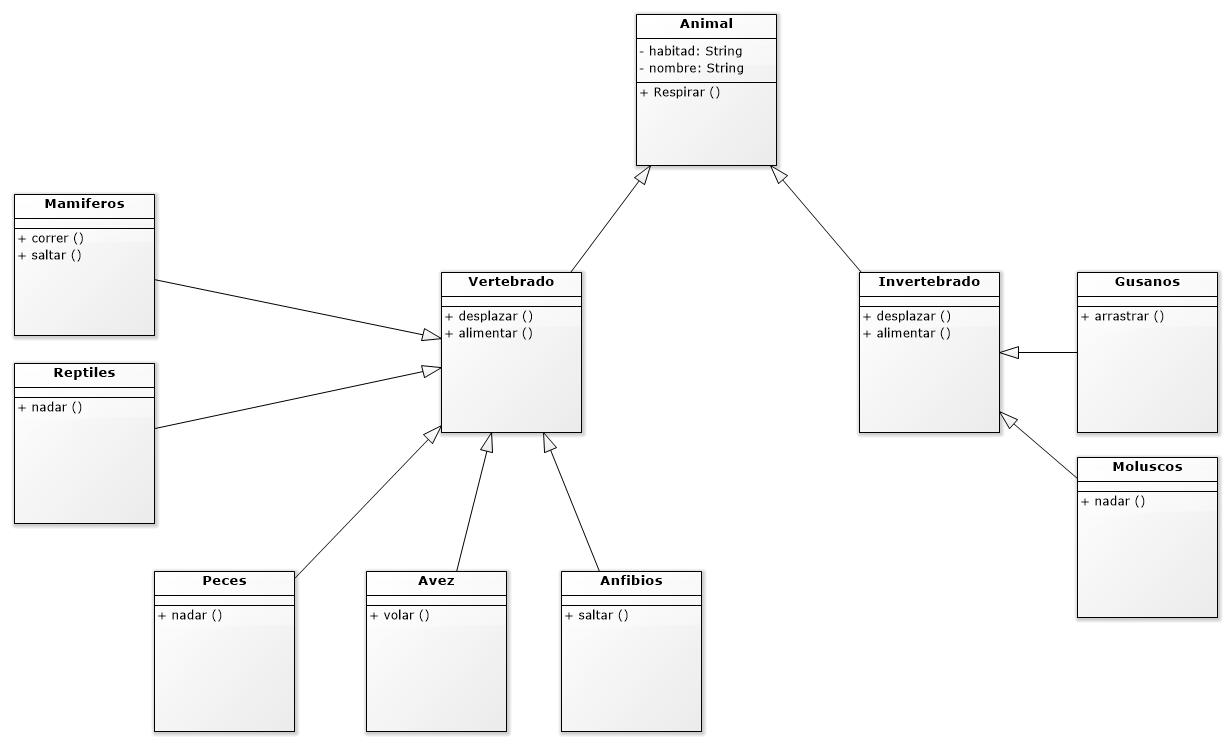 Animal
- habitad: String
- nombre: String
+ Respirar ()
Mamiferos
+ correr ()
+ saltar ()
Vertebrado
+ desplazar ()
+ alimentar ()
Invertebrado
+ desplazar ()
+ alimentar ()
Gusanos
+ arrastrar ()
Reptiles
+ nadar ()
Moluscos
+ nadar ()
Peces
+ nadar ()
Avez
+ volar ()
Anfibios
+ saltar ()